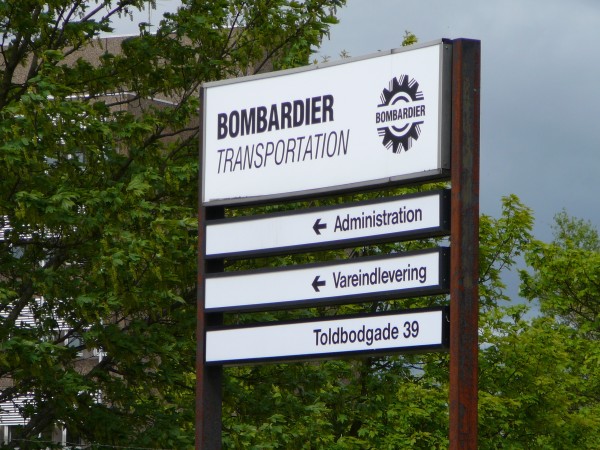 BOMBARDIER
TRANSPORTATION
BOMBARDIER
← Administration
← Vareindlevering
Toldbodgade 39